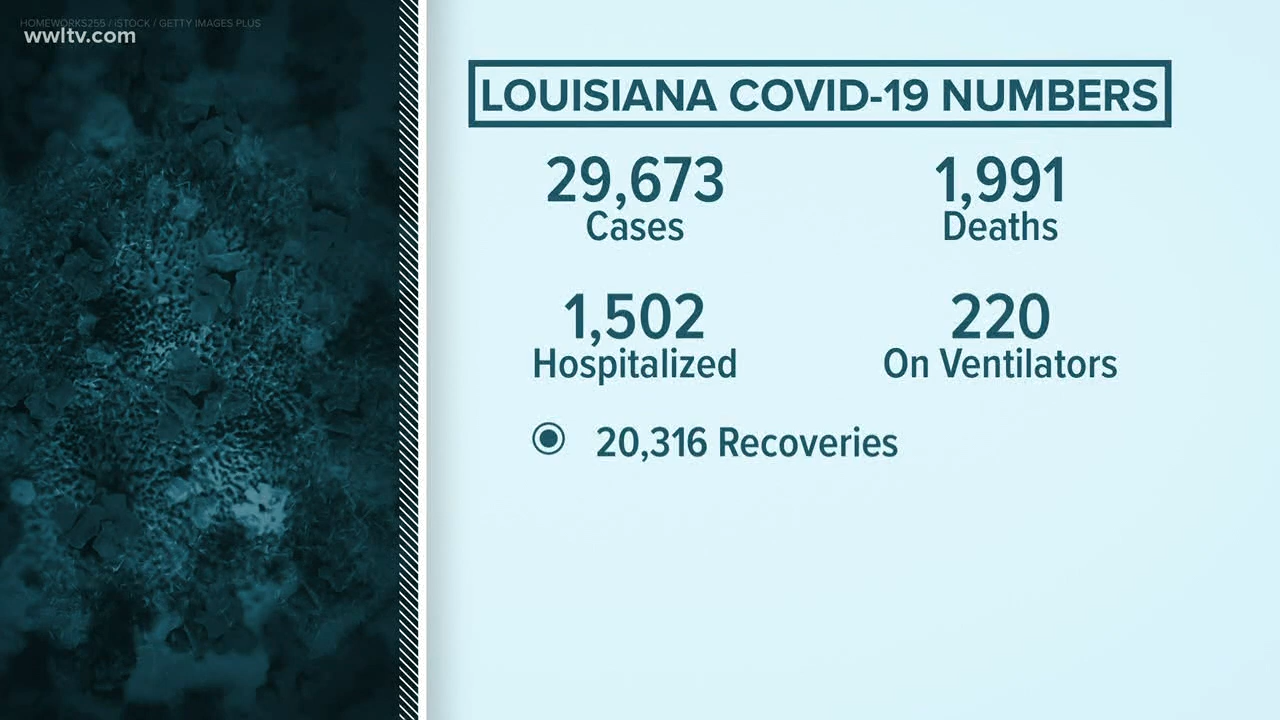 HOMEWORKS255 / iSTOCK / GETTY IMAGES PLUS
wwltv.com
LOUISIANA COVID-19 NUMBERS
29,673
Cases
1,991
Deaths
1,502
Hospitalized
220
On Ventilators
20,316 Recoveries